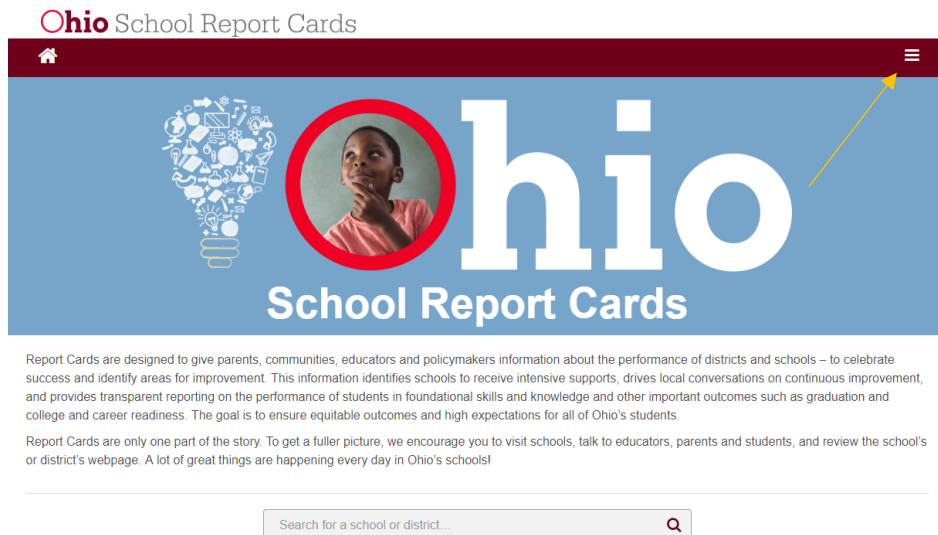 Ohio School Report Cards
Ohio
School Report Cards
Report Cards are designed to give parents, communities, educators and policymakers information about the performance of districts and schools – to celebrate
success and identify areas for improvement. This information identifies schools to receive intensive supports, drives local conversations on continuous improvement,
and provides transparent reporting on the performance of students in foundational skills and knowledge and other important outcomes such as graduation and
college and career readiness. The goal is to ensure equitable outcomes and high expectations for all of Ohio's students.
Report Cards are only one part of the story. To get a fuller picture, we encourage you to visit schools, talk to educators, parents and students, and review the school's
or district's webpage. A lot of great things are happening every day in Ohio's schools!
Search for a school or district...